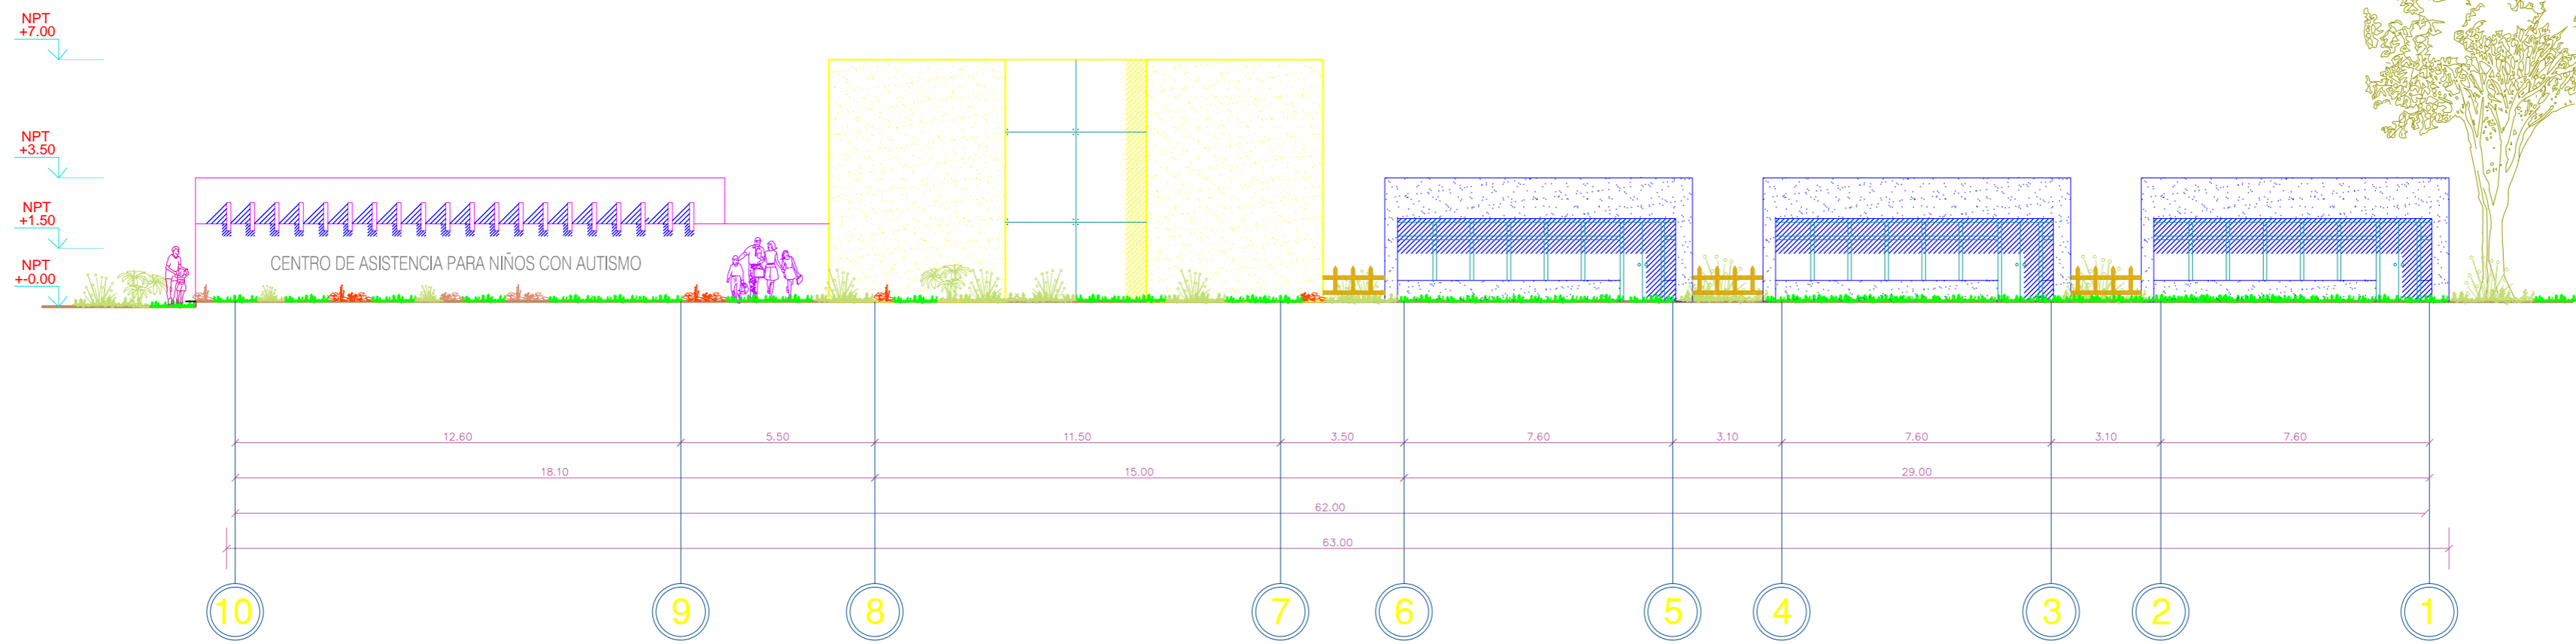 NPT
+7.00
NPT
+3.50
NPT
+1.50
NPT
+-0.00
CENTRO DE ASISTENCIA PARA NIÑOS CON AUTISMO
12.60 5.50 11.50 3.50 7.60 3.10 7.60 3.10 7.60
18.10 15.00 29.00
62.00
63.00
10 9 8 7 6 5 4 3 2 1